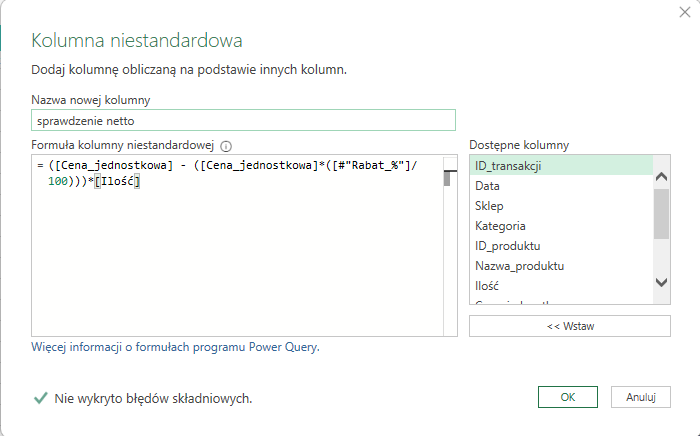 Kolumna niestandardowa
Dodaj kolumnę obliczaną na podstawie innych kolumn.
Nazwa nowej kolumny
sprawdzenie netto
Formuła kolumny niestandardowej
= ([Cena_jednostkowa] - ([Cena_jednostkowa]*([#"Rabat_%"]/
100)))*[Ilość]
Dostępne kolumny
ID_transakcji
Data
Sklep
Kategoria
ID_produktu
Nazwa_produktu
Ilość
<< Wstaw
Więcej informacji o formułach programu Power Query.
Nie wykryto błędów składniowych.
OK
Anuluj